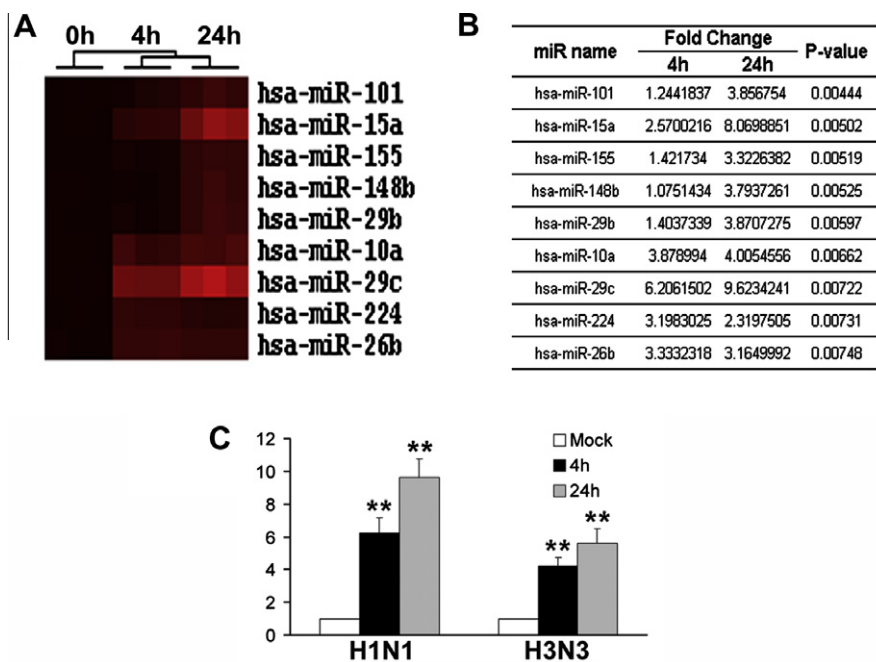 A
0h 4h 24h
hsa-miR-101
hsa-miR-15a
hsa-miR-155
hsa-miR-148b
hsa-miR-29b
hsa-miR-10a
hsa-miR-29c
hsa-miR-224
hsa-miR-26b
B
miR name Fold Change P-value
4h 24h
hsa-miR-101 1.2441837 3.856754 0.00444
hsa-miR-15a 2.5700216 8.0698851 0.00502
hsa-miR-155 1.421734 3.3226382 0.00519
hsa-miR-148b 1.0751434 3.7937261 0.00525
hsa-miR-29b 1.4037339 3.8707275 0.00597
hsa-miR-10a 3.878994 4.0054556 0.00662
hsa-miR-29c 6.2061502 9.6234241 0.00722
hsa-miR-224 3.1983025 2.3197505 0.00731
hsa-miR-26b 3.3332318 3.1649992 0.00748
C
12
10
8
6
4
2
0
** **
** **
Mock
4h
24h
H1N1 H3N3